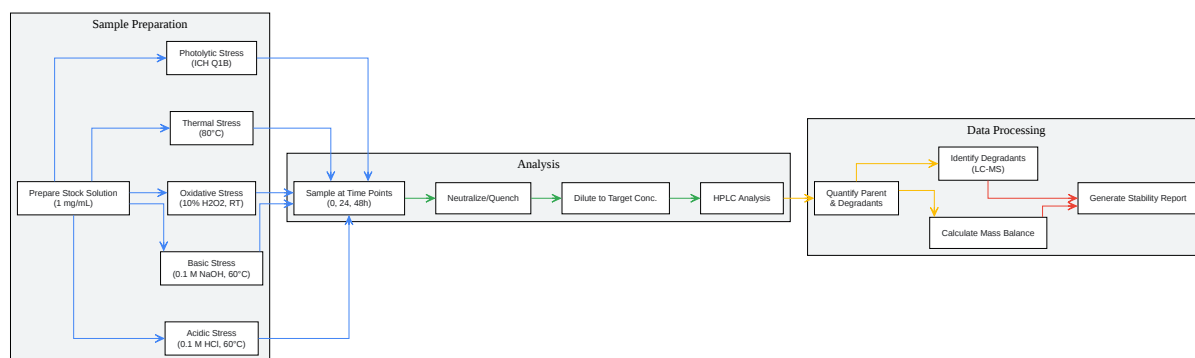 Sample Preparation
Photolytic Stress
(ICH Q1B)
Thermal Stress
(80°C)
Prepare Stock Solution
(1 mg/mL)
Oxidative Stress
(10% H2O2, RT)
Basic Stress
(0.1 M NaOH, 60°C)
Acidic Stress
(0.1 M HCl, 60°C)
Analysis
Sample at Time Points
(0, 24, 48h)
Neutralize/Quench
Dilute to Target Conc.
HPLC Analysis
Data Processing
Quantify Parent
& Degradants
Identify Degradants
(LC-MS)
Calculate Mass Balance
Generate Stability Report